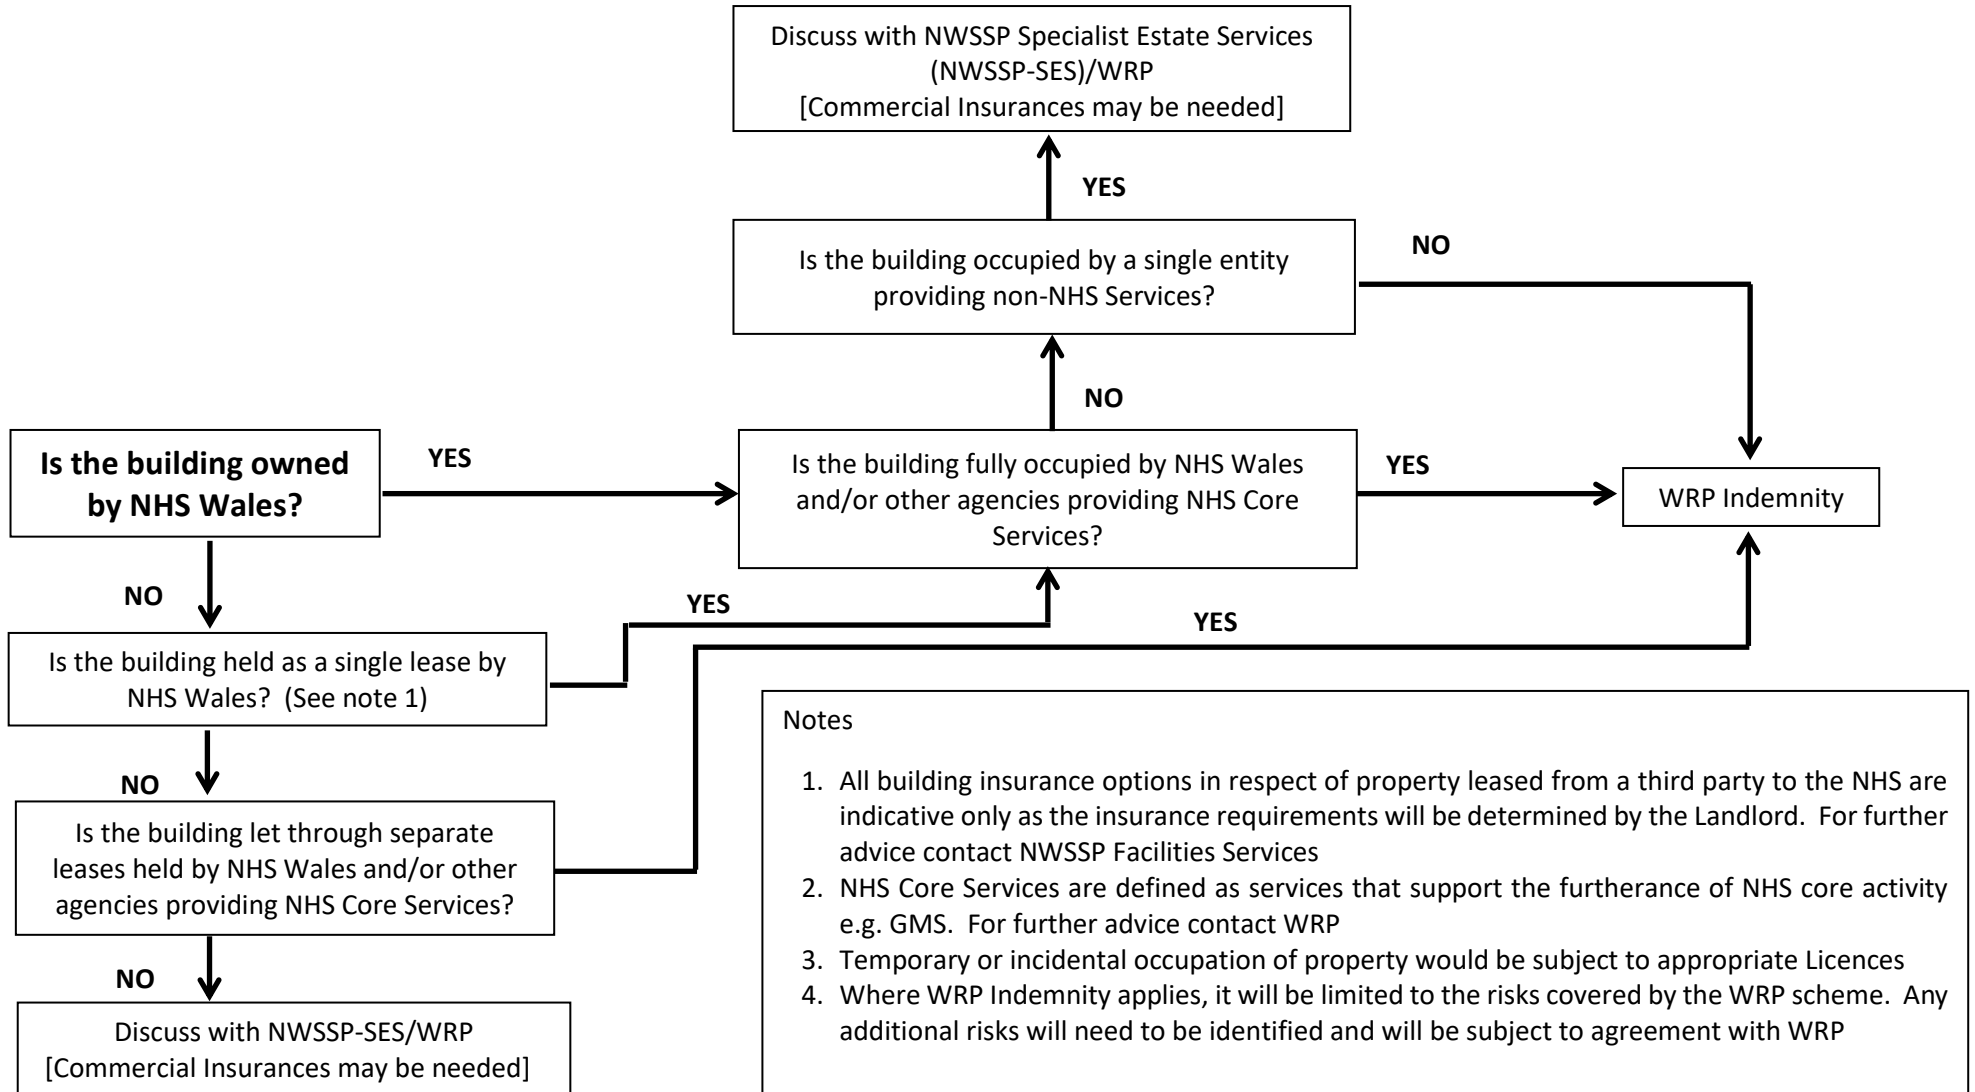 Discuss with NWSSP Specialist Estate Services
(NWSSP-SES)/WRP
[Commercial Insurances may be needed]
YES
Is the building occupied by a single entity
providing non-NHS Services?
NO
NO
Is the building owned
by NHS Wales?
YES
Is the building fully occupied by NHS Wales
and/or other agencies providing NHS Core
Services?
YES
WRP Indemnity
NO
YES
YES
Is the building held as a single lease by
NHS Wales?  (See note 1)
NO
Is the building let through separate
leases held by NHS Wales and/or other
agencies providing NHS Core Services?
NO
Discuss with NWSSP-SES/WRP
[Commercial Insurances may be needed]
Notes
1. All building insurance options in respect of property leased from a third party to the NHS are
indicative only as the insurance requirements will be determined by the Landlord.  For further
advice contact NWSSP Facilities Services
2. NHS Core Services are defined as services that support the furtherance of NHS core activity
e.g. GMS.  For further advice contact WRP
3. Temporary or incidental occupation of property would be subject to appropriate Licences
4. Where WRP Indemnity applies, it will be limited to the risks covered by the WRP scheme.  Any
additional risks will need to be identified and will be subject to agreement with WRP